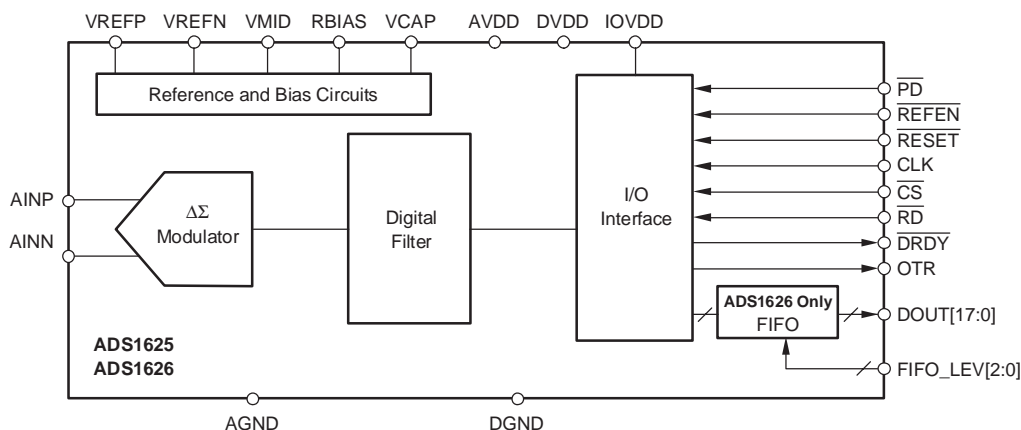 VREFP VREFN VMID RBIAS VCAP AVDD DVDD IOVDD
Reference and Bias Circuits
AINP
AINN
ΔΣ
Modulator
Digital
Filter
I/O
Interface
PD
REFEN
RESET
CLK
CS
RD
DRDY
OTR
ADS1626 Only
FIFO
DOUT[17:0]
FIFO_LEV[2:0]
ADS1625
ADS1626
AGND DGND